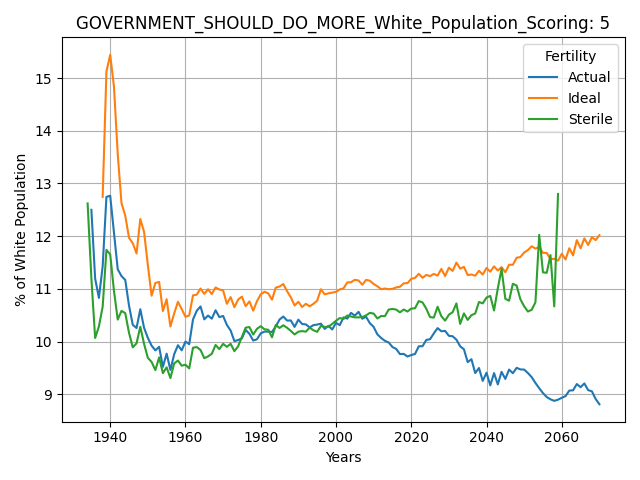 GOVERNMENT_SHOULD_DO_MORE_White_Population_Scoring: 5
Fertility
Actual
Ideal
Sterile
% of White Population
15
14
13
12
11
10
9
1940 1960 1980 2000 2020 2040 2060
Years